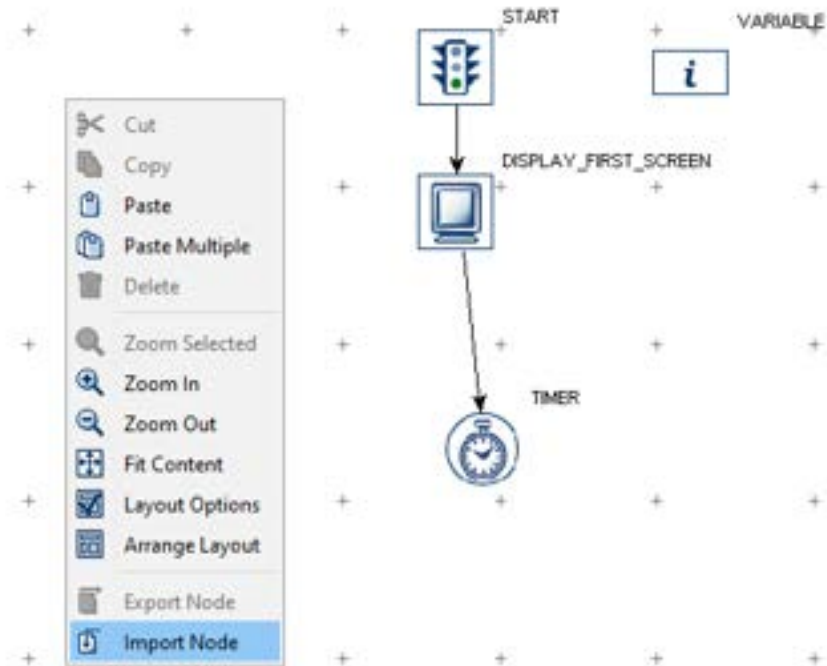 START
VARIABLE
i
Cut
Copy
DISPLAY_FIRST_SCREEN
Paste
Paste Multiple
Delete
Zoom Selected
Zoom In
TIMER
Zoom Out
Fit Content
Layout Options
Arrange Layout
Export Node
Import Node